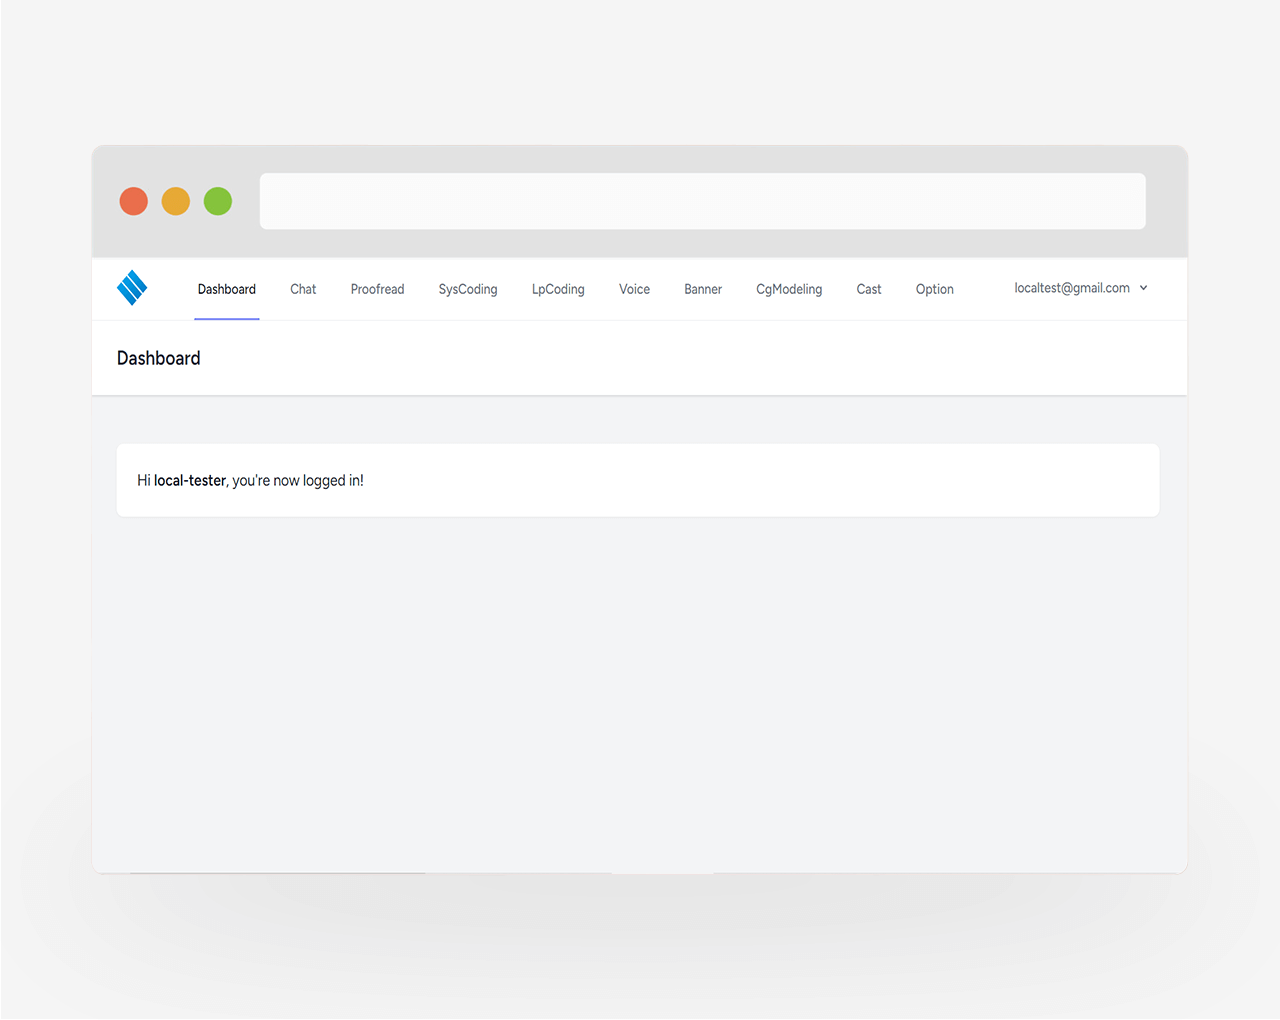 Dashboard Chat Proofread SysCoding LpCoding Voice Banner CgModeling Cast Option localtest@gmail.com
Dashboard
Hi local-tester, you're now logged in!